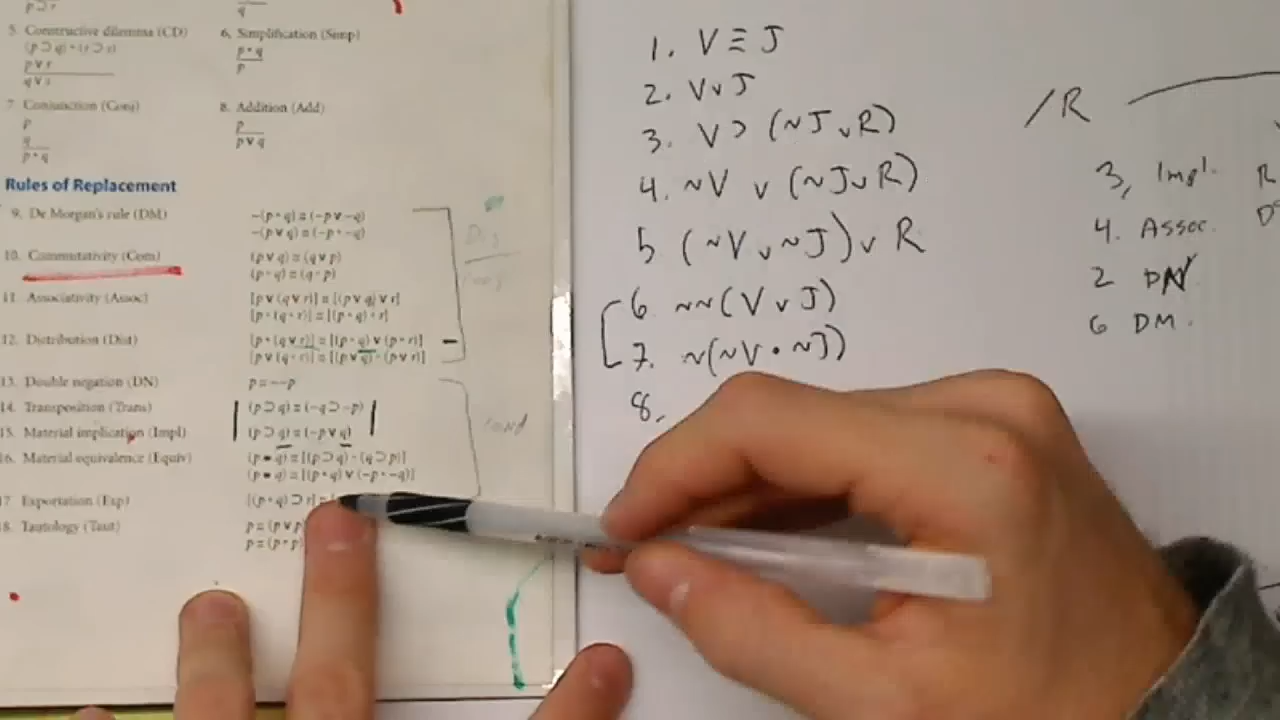 p ⊃ r
q
5. Constructive dilemma (CD)
(p ⊃ q) • (r ⊃ s)
p ∨ r
q ∨ s
6. Simplification (Simp)
p • q
p
7. Conjunction (Conj)
p
q
p • q
8. Addition (Add)
p
p ∨ q
Rules of Replacement
9. De Morgan's rule (DM)
~(p • q) ≡ (~p ∨ ~q)
~(p ∨ q) ≡ (~p • ~q)
10. Commutativity (Com)
(p ∨ q) ≡ (q ∨ p)
(p • q) ≡ (q • p)
11. Associativity (Assoc)
[p ∨ (q ∨ r)] ≡ [(p ∨ q) ∨ r]
[p • (q • r)] ≡ [(p • q) • r]
12. Distribution (Dist)
[p • (q ∨ r)] ≡ [(p • q) ∨ (p • r)]
[p ∨ (q • r)] ≡ [(p ∨ q) • (p ∨ r)]
13. Double negation (DN)
p ≡ ~~p
14. Transposition (Trans)
(p ⊃ q) ≡ (~q ⊃ ~p)
15. Material implication (Impl)
(p ⊃ q) ≡ (~p ∨ q)
16. Material equivalence (Equiv)
(p ≡ q) ≡ [(p ⊃ q) • (q ⊃ p)]
(p ≡ q) ≡ [(p • q) ∨ (~p • ~q)]
17 Exportation (Exp)
[(p • q) ⊃ r] ≡
8. Tautology (Taut)
p ≡ (p ∨ p)
p ≡ (p • p)
cond
1. V ≡ J
2. V ∨ J
3. V ⊃ (~J ∨ R)
/R
4. ~V ∨ (~J ∨ R)
3, Impl.
R
5 (~V ∨ ~J) ∨ R
4. Assoc.
6 ~~(V ∨ J)
2 DN
7. ~(~V • ~J)
6 DM.
8.